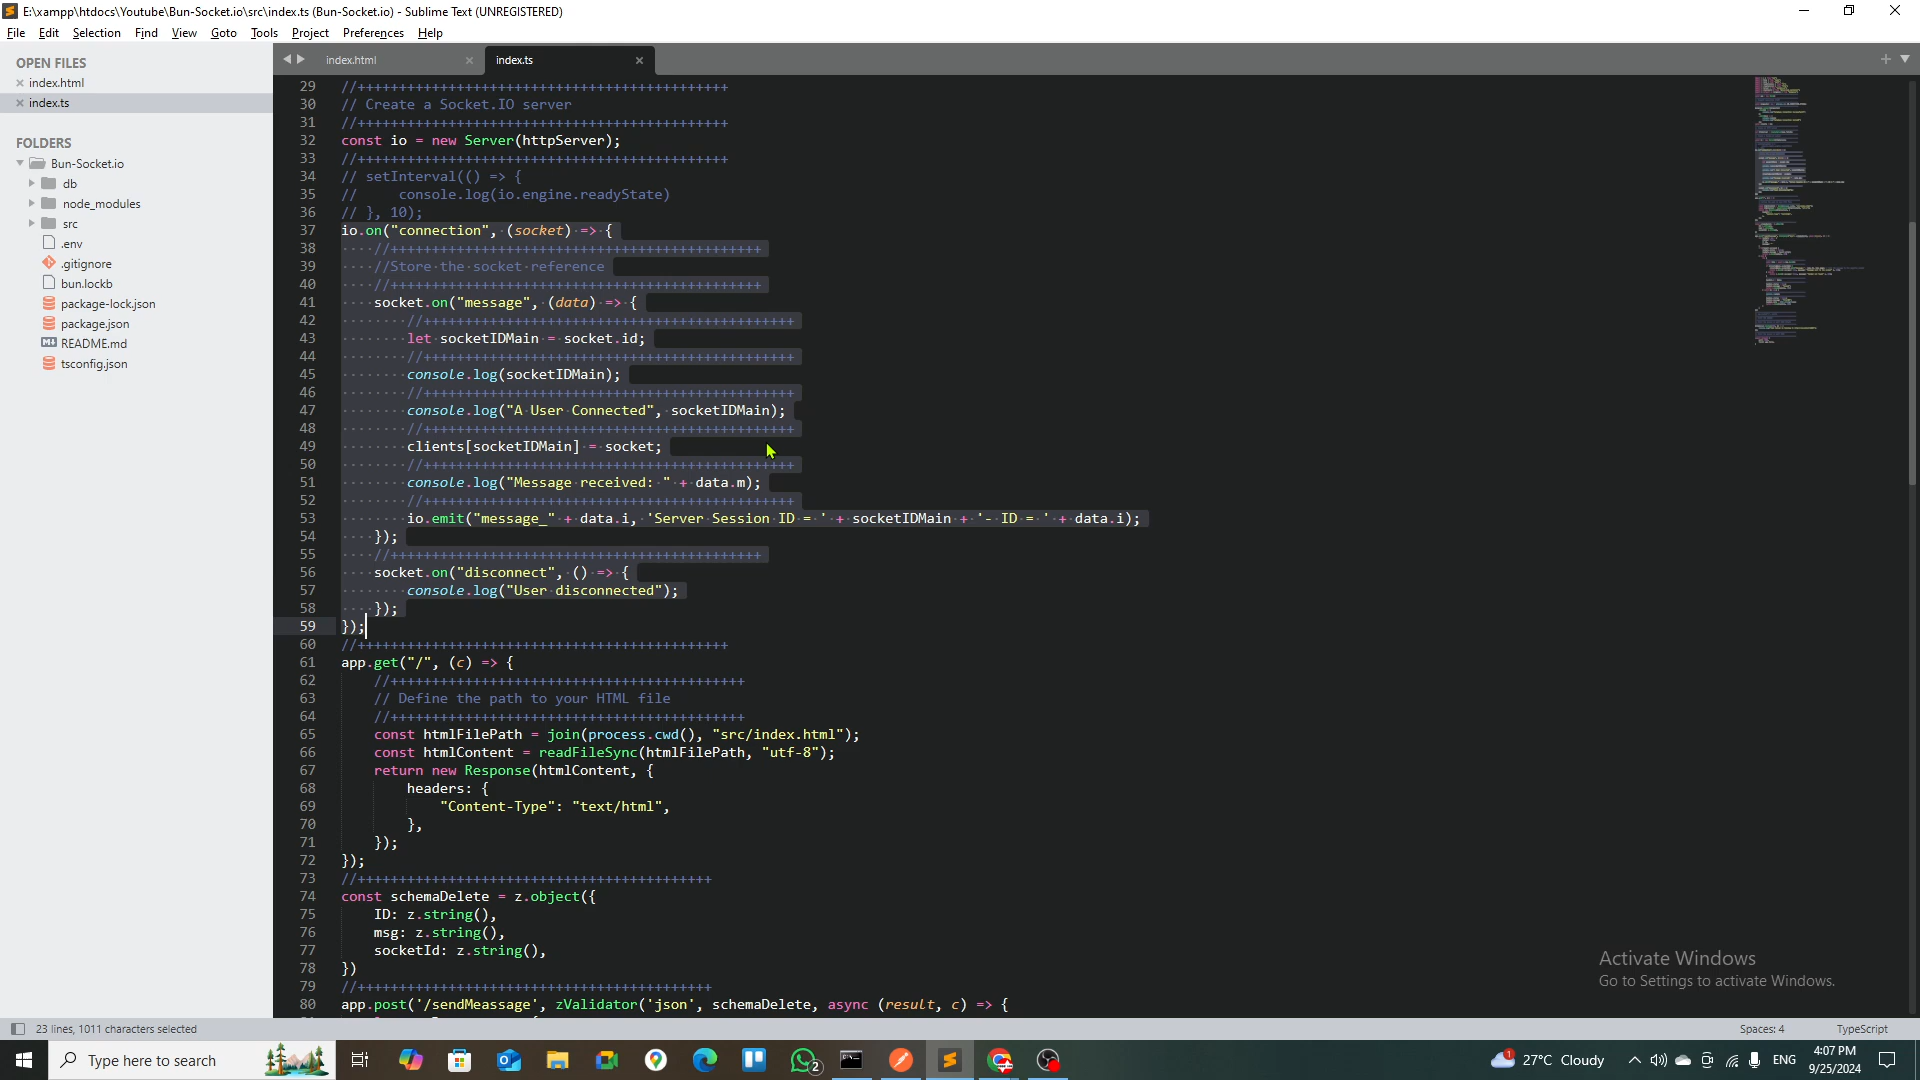 E:\xampp\htdocs\Youtube\Bun-Socket.io\src\index.ts (Bun-Socket.io) - Sublime Text (UNREGISTERED)
File Edit Selection Find View Goto Tools Project Preferences Help
OPEN FILES
index.html
index.ts
FOLDERS
Bun-Socket.io
db
node_modules
src
.env
.gitignore
bun.lockb
package-lock.json
package.json
README.md
tsconfig.json
index.html
index.ts
29 //+++++++++++++++++++++++++++++++++++++++++++++
30 // Create a Socket.IO server
31 //+++++++++++++++++++++++++++++++++++++++++++++
32 const io = new Server(httpServer);
33 //+++++++++++++++++++++++++++++++++++++++++++++
34 // setInterval(() => {
35 //     console.log(io.engine.readyState)
36 // }, 10);
37 io.on("connection", (socket) => {
38     //+++++++++++++++++++++++++++++++++++++++++++++
39     //Store the socket reference
40     //+++++++++++++++++++++++++++++++++++++++++++++
41     socket.on("message", (data) => {
42         //+++++++++++++++++++++++++++++++++++++++++++++
43         let socketIDMain = socket.id;
44         //+++++++++++++++++++++++++++++++++++++++++++++
45         console.log(socketIDMain);
46         //+++++++++++++++++++++++++++++++++++++++++++++
47         console.log("A User Connected", socketIDMain);
48         //+++++++++++++++++++++++++++++++++++++++++++++
49         clients[socketIDMain] = socket;
50         //+++++++++++++++++++++++++++++++++++++++++++++
51         console.log("Message received: " + data.m);
52         //+++++++++++++++++++++++++++++++++++++++++++++
53         io.emit("message_" + data.i, 'Server Session ID = ' + socketIDMain + '- ID = ' + data.i);
54     });
55     //+++++++++++++++++++++++++++++++++++++++++++++
56     socket.on("disconnect", () => {
57         console.log("User disconnected");
58     });
59 });
60 //+++++++++++++++++++++++++++++++++++++++++++++
61 app.get("/", (c) => {
62     //+++++++++++++++++++++++++++++++++++++++++++
63     // Define the path to your HTML file
64     //+++++++++++++++++++++++++++++++++++++++++++
65     const htmlFilePath = join(process.cwd(), "src/index.html");
66     const htmlContent = readFileSync(htmlFilePath, "utf-8");
67     return new Response(htmlContent, {
68         headers: {
69             "Content-Type": "text/html",
70         },
71     });
72 });
73 //+++++++++++++++++++++++++++++++++++++++++++
74 const schemaDelete = z.object({
75     ID: z.string(),
76     msg: z.string(),
77     socketId: z.string(),
78 })
79 //+++++++++++++++++++++++++++++++++++++++++++
80 app.post('/sendMeassage', zValidator('json', schemaDelete, async (result, c) => {
Activate Windows
Go to Settings to activate Windows.
23 lines, 1011 characters selected
Spaces: 4
TypeScript
Type here to search
2
1
27°C Cloudy
ENG
4:07 PM
9/25/2024